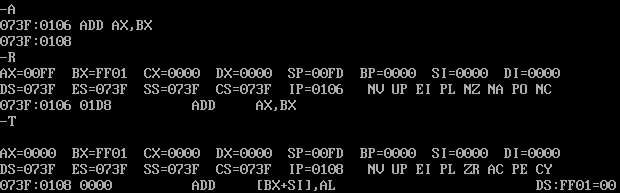 -A
073F:0106 ADD AX,BX
073F:0108
-R
AX=00FF  BX=FF01  CX=0000  DX=0000  SP=00FD  BP=0000  SI=0000  DI=0000
DS=073F  ES=073F  SS=073F  CS=073F  IP=0106   NV UP EI PL NZ NA PO NC
073F:0106 01D8          ADD     AX,BX
-T
AX=0000  BX=FF01  CX=0000  DX=0000  SP=00FD  BP=0000  SI=0000  DI=0000
DS=073F  ES=073F  SS=073F  CS=073F  IP=0108   NV UP EI PL ZR AC PE CY
073F:0108 0000          ADD     [BX+SI],AL                         DS:FF01=00